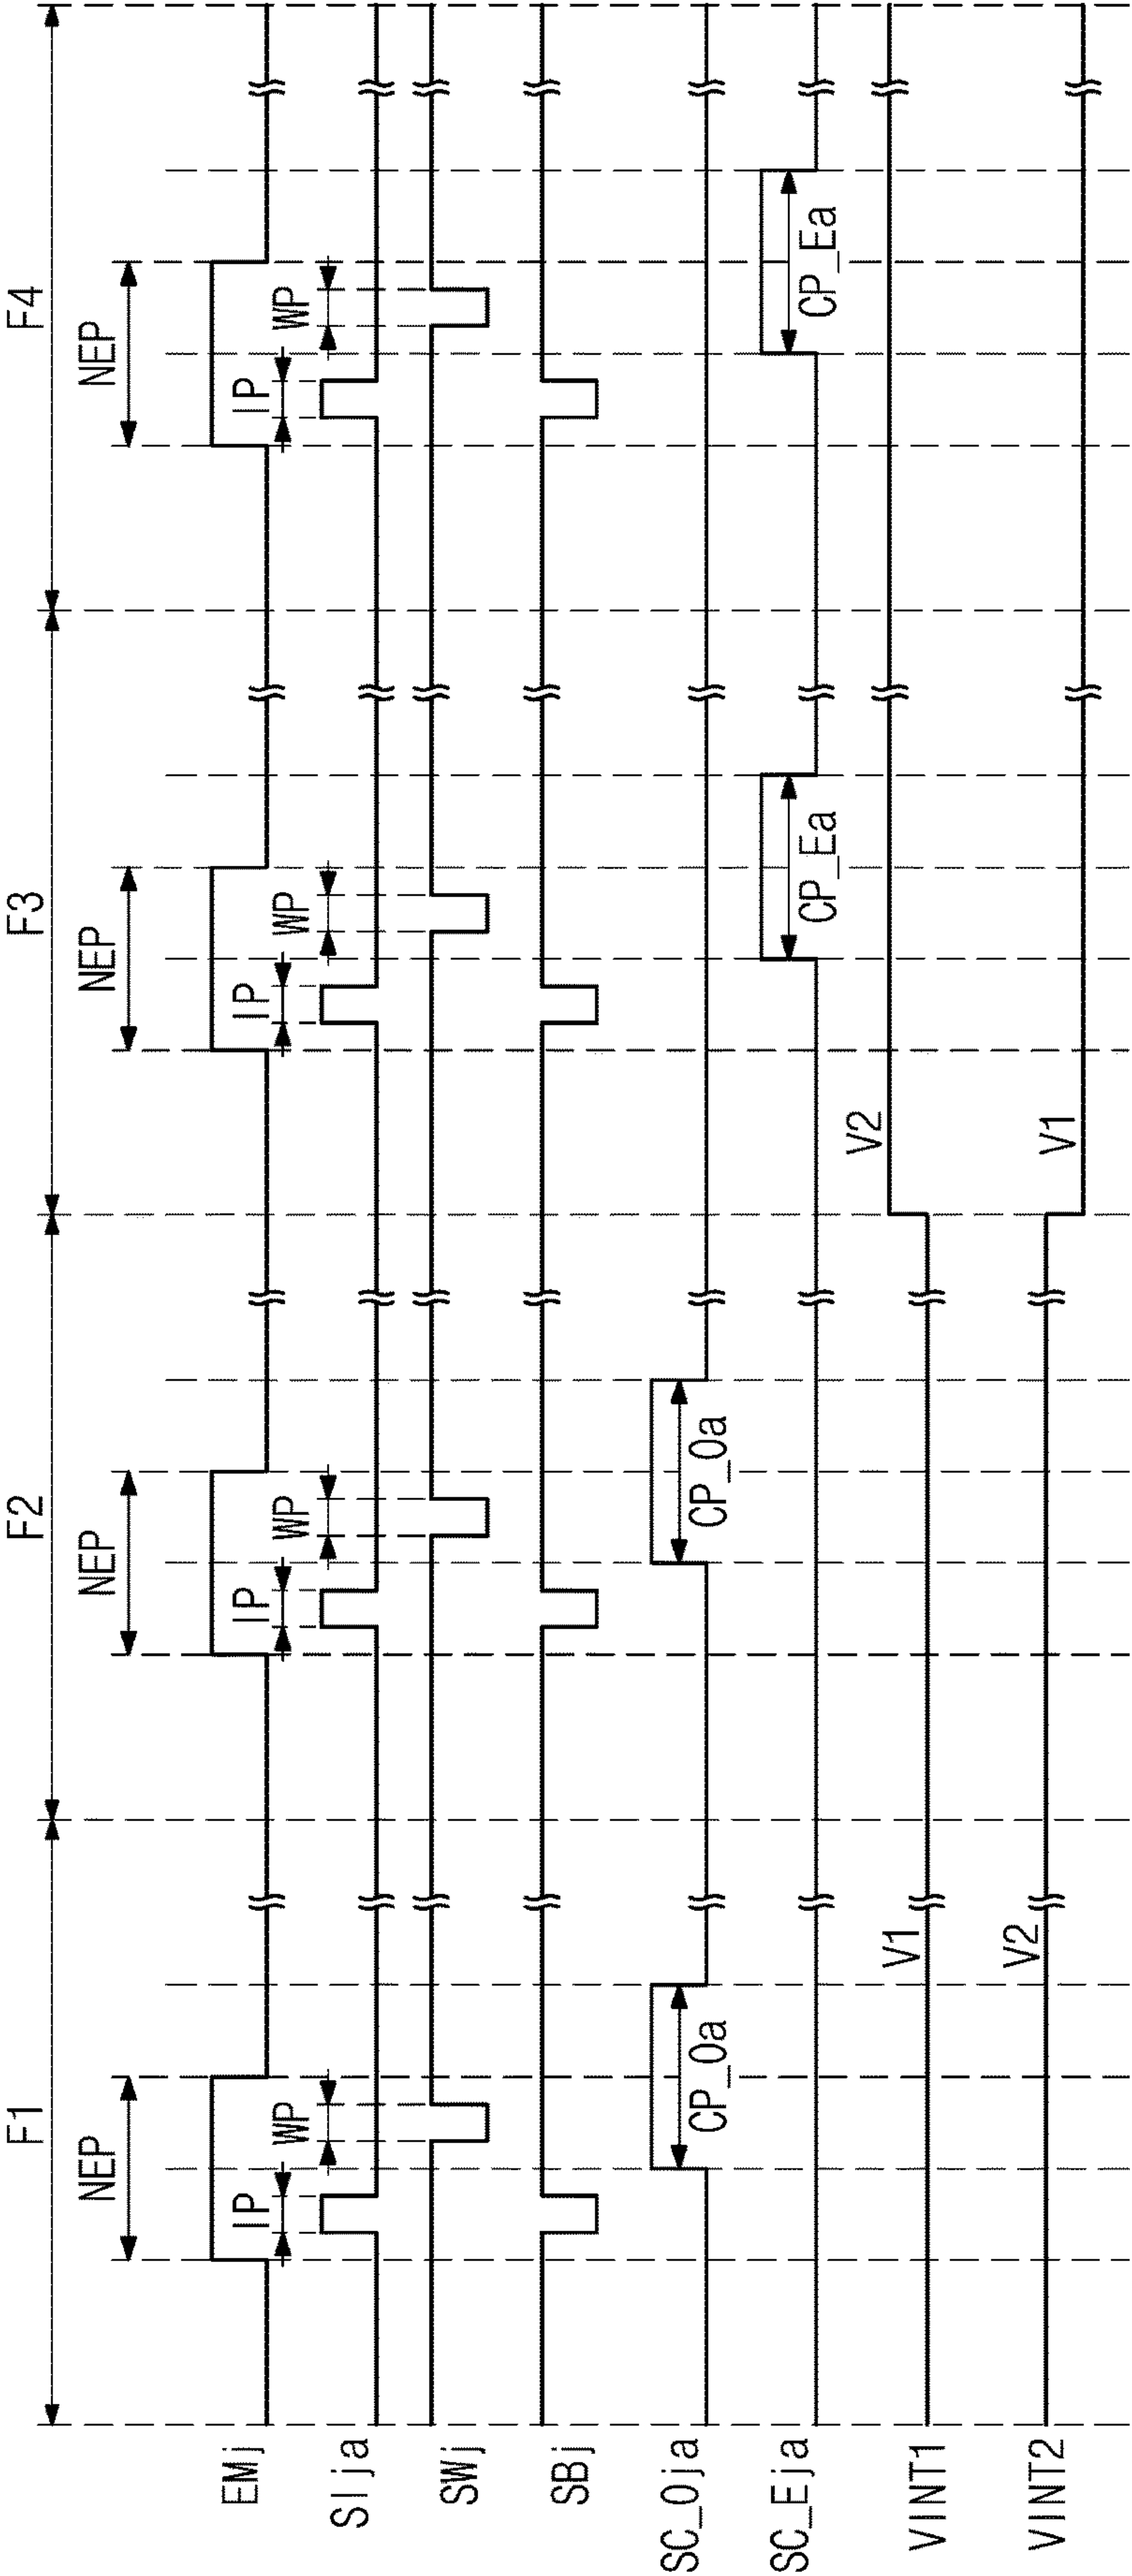 F1 F2 F3 F4
NEP NEP NEP NEP
EMj
IP WP IP WP IP WP IP WP
SIja
SWj
SBj
SC_Oja CP_Oa CP_Oa
SC_Eja CP_Ea CP_Ea
VINT1 V1 V2
VINT2 V2 V1